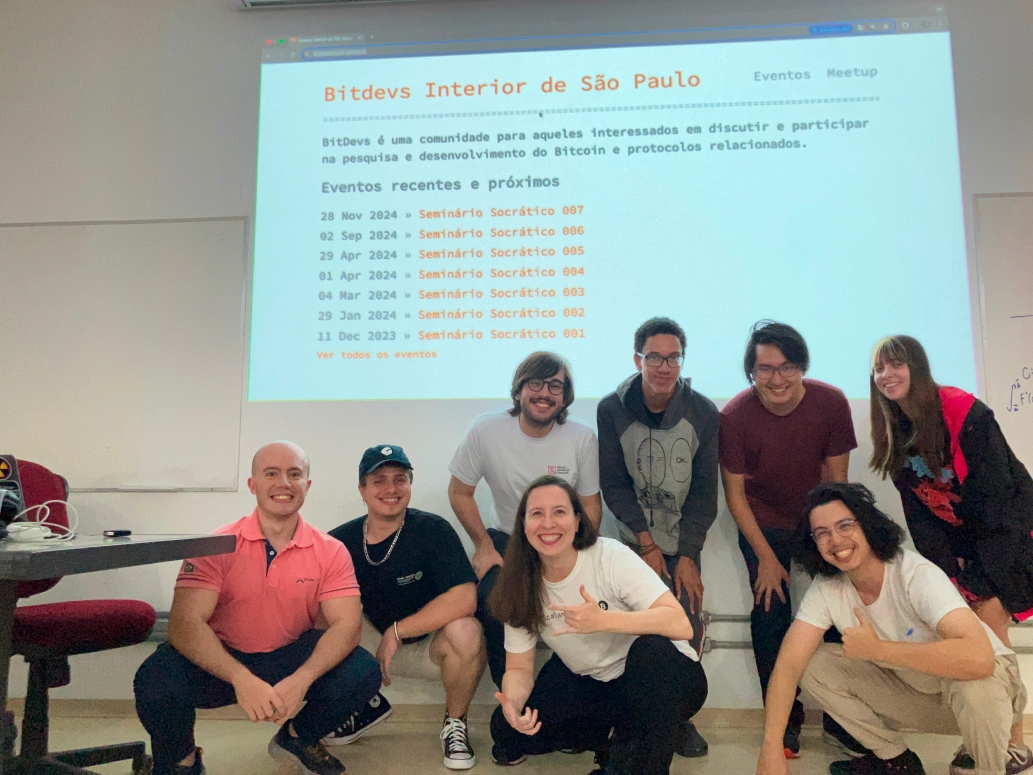 Bitdevs Interior de São Paulo
Eventos Meetup
BitDevs é uma comunidade para aqueles interessados em discutir e participar
na pesquisa e desenvolvimento do Bitcoin e protocolos relacionados.
Eventos recentes e próximos
28 Nov 2024 » Seminário Socrático 007
02 Sep 2024 » Seminário Socrático 006
29 Apr 2024 » Seminário Socrático 005
01 Apr 2024 » Seminário Socrático 004
04 Mar 2024 » Seminário Socrático 003
29 Jan 2024 » Seminário Socrático 002
11 Dec 2023 » Seminário Socrático 001
Ver todos os eventos